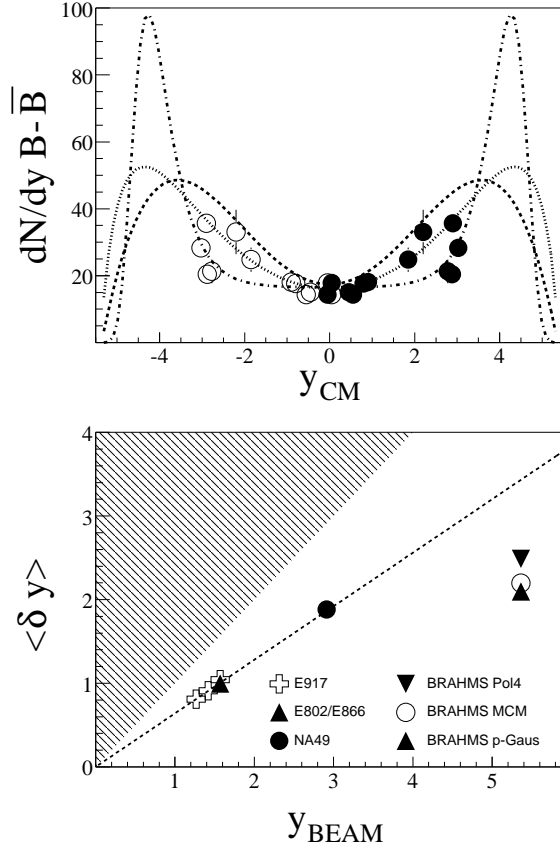 100
80
60
40
20
dN/dy B-B̅
-4 -2 0 2 4
y_CM
4
3
2
1
0
<δ y>
E917 BRAHMS Pol4
E802/E866 BRAHMS MCM
NA49 BRAHMS p-Gaus
1 2 3 4 5
y_BEAM